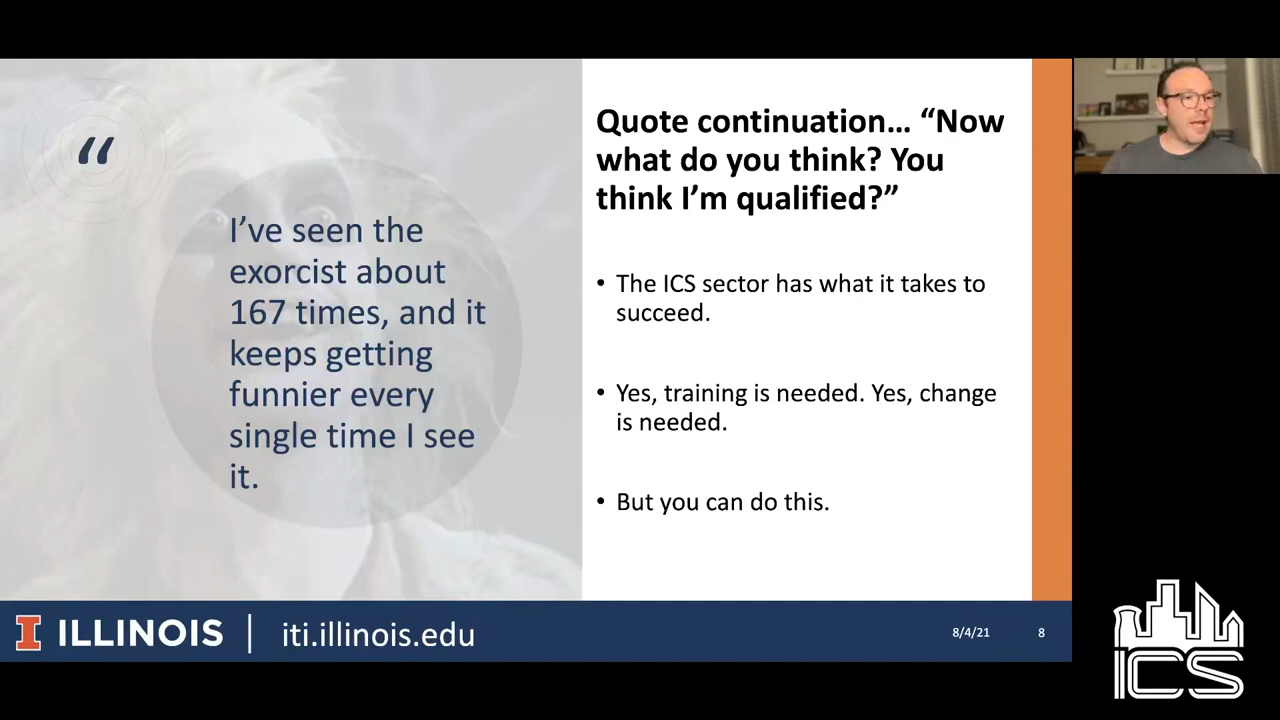 “
I’ve seen the
exorcist about
167 times, and it
keeps getting
funnier every
single time I see
it.
Quote continuation… “Now
what do you think? You
think I’m qualified?”
• The ICS sector has what it takes to
succeed.
• Yes, training is needed. Yes, change
is needed.
• But you can do this.
I ILLINOIS | iti.illinois.edu
8/4/21
8
ICS